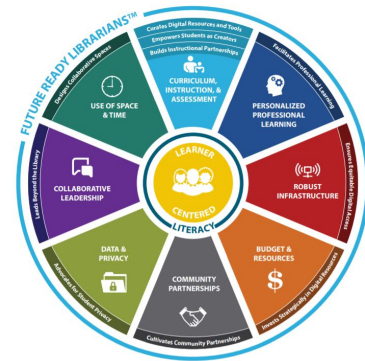 FUTURE READY LIBRARIANS™
Curates Digital Resources and Tools
Empowers Students as Creators
Builds Instructional Partnerships
CURRICULUM,
INSTRUCTION, &
ASSESSMENT
Facilitates Professional Learning
PERSONALIZED
PROFESSIONAL
LEARNING
Ensures Equitable Digital Access
ROBUST
INFRASTRUCTURE
Invests Strategically in Digital Resources
BUDGET &
RESOURCES
$
Cultivates Community Partnerships
COMMUNITY
PARTNERSHIPS
Advocates for Student Privacy
DATA &
PRIVACY
Leads Beyond the Library
COLLABORATIVE
LEADERSHIP
Designs Collaborative Spaces
USE OF SPACE
& TIME
LEARNER
CENTERED
LITERACY